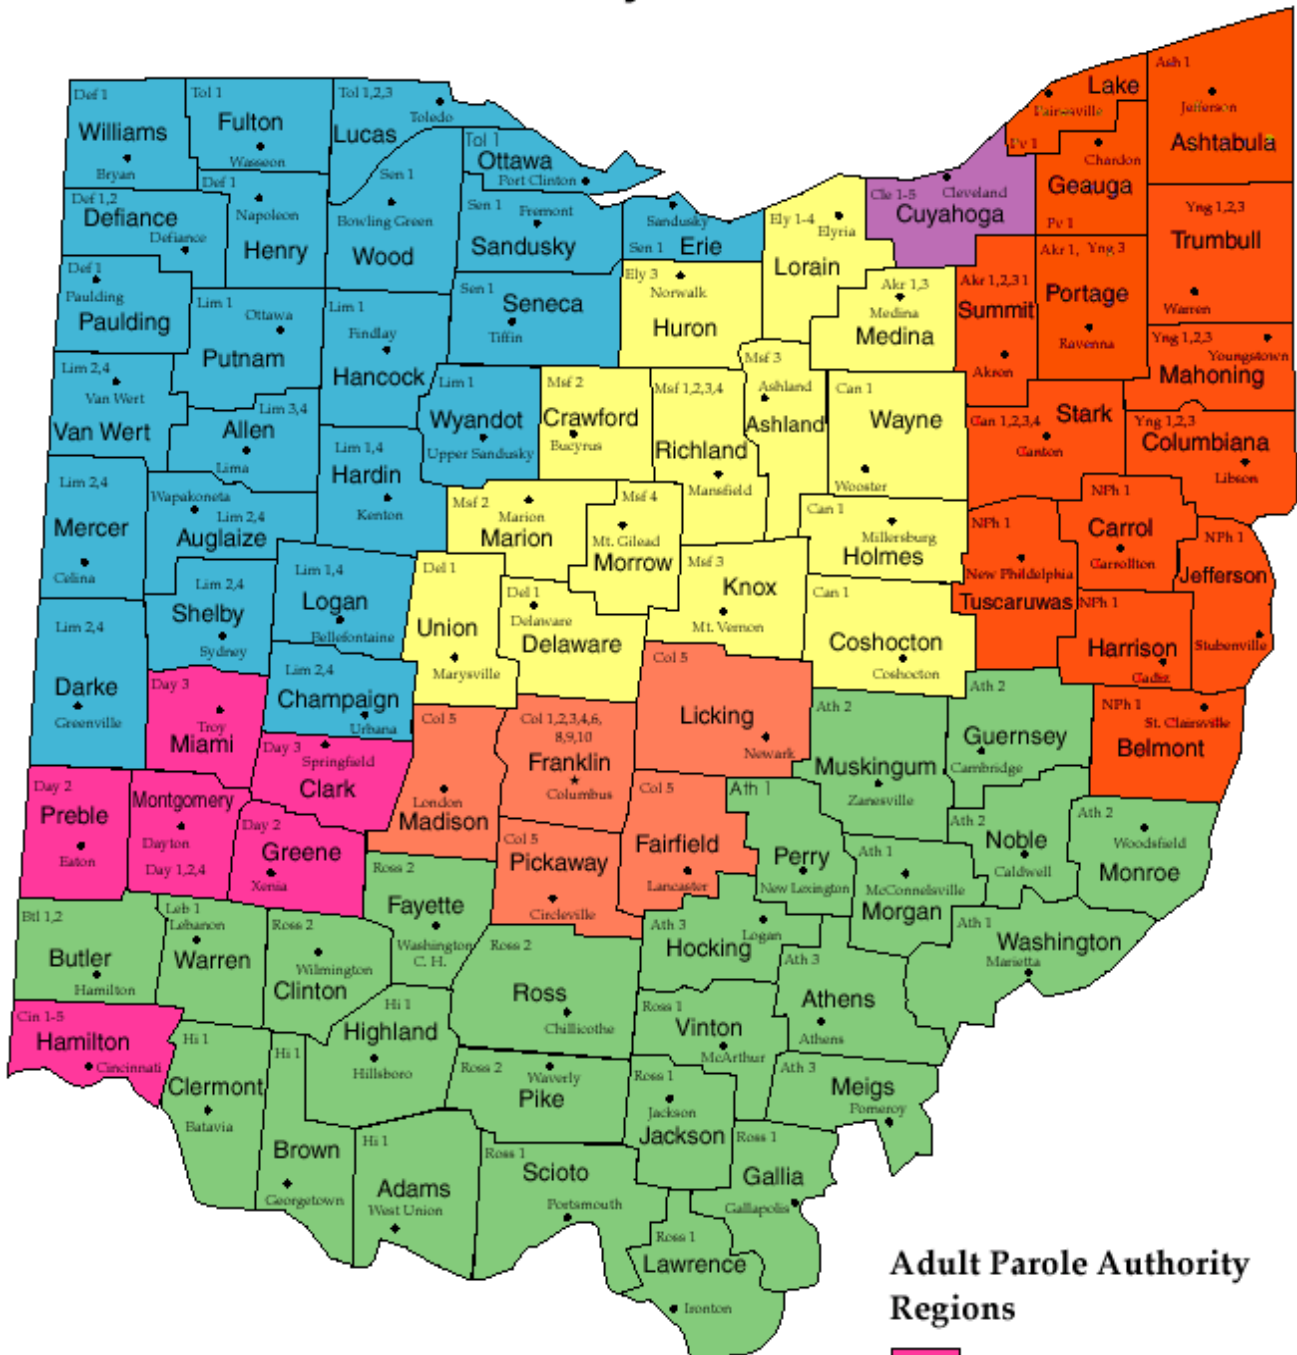 Def 1
Williams
Bryan
Tol 1
Fulton
Wasseon
Tol 1,2,3
Toledo
Lucas
Tol 1
Ottawa
Port Clinton
Def 1,2
Defiance
Defiance
Def 1
Napoleon
Henry
Sen 1
Bowling Green
Wood
Sen 1
Fremont
Sandusky
Sandusky
Sen 1
Erie
Ely 1-4
Elyria
Lorain
Cle 1-5
Cleveland
Cuyahoga
Lake
Painesville
Pv 1
Chardon
Geauga
Pv 1
Ash 1
Jefferson
Ashtabula
Def 1
Paulding
Paulding
Lim 1
Ottawa
Putnam
Lim 1
Findlay
Hancock
Sen 1
Seneca
Tiffin
Ely 3
Norwalk
Huron
Akr 1,3
Medina
Medina
Akr 1,2,3 1
Summit
Akron
Akr 1, Yng 3
Portage
Ravenna
Yng 1,2,3
Trumbull
Warren
Yng 1,2,3
Youngstown
Mahoning
Lim 2,4
Van Wert
Van Wert
Lim 3,4
Allen
Lima
Lim 1,4
Hardin
Kenton
Lim 1
Wyandot
Upper Sandusky
Msf 2
Crawford
Bucyrus
Msf 1,2,3,4
Richland
Mansfield
Msf 3
Ashland
Ashland
Can 1
Wayne
Wooster
Can 1,2,3,4
Stark
Canton
Yng 1,2,3
Columbiana
Libson
Lim 2,4
Mercer
Celina
Wapakoneta
Lim 2,4
Auglaize
Msf 2
Marion
Marion
Msf 4
Mt. Gilead
Morrow
Msf 3
Knox
Mt. Vernon
Can 1
Millersburg
Holmes
NPh 1
New Phildelphia
Tuscaruwas
NPh 1
Carrol
Carrollton
NPh 1
Jefferson
Stubenville
Lim 2,4
Darke
Greenville
Lim 2,4
Shelby
Sydney
Lim 1,4
Logan
Bellefontaine
Lim 2,4
Champaign
Urbana
Del 1
Union
Marysville
Del 1
Delaware
Delaware
Can 1
Coshocton
Coshocton
NPh 1
Harrison
Cadiz
Day 3
Troy
Miami
Day 3
Springfield
Clark
Col 5
London
Madison
Col 1,2,3,4,6,
8,9,10
Franklin
Columbus
Col 5
Licking
Newark
Ath 2
Muskingum
Zanesville
Ath 2
Guernsey
Cambridge
NPh 1
St. Clairsville
Belmont
Day 2
Preble
Eaton
Montgomery
Dayton
Day 1,2,4
Day 2
Greene
Xenia
Ross 2
Fayette
Washington
C. H.
Col 5
Pickaway
Circleville
Col 5
Fairfield
Lancaster
Ath 1
Perry
New Lexington
Ath 1
McConnelsville
Morgan
Ath 2
Noble
Caldwell
Ath 2
Woodsfield
Monroe
Btl 1,2
Butler
Hamilton
Leb 1
Lebanon
Warren
Ross 2
Wilmington
Clinton
Ross 2
Ross
Chillicothe
Ath 3
Logan
Hocking
Ath 3
Athens
Athens
Ath 1
Washington
Marietta
Cin 1-5
Hamilton
Cincinnati
Hi 1
Clermont
Batavia
Hi 1
Brown
Georgetown
Hi 1
Highland
Hillsboro
Ross 2
Waverly
Pike
Ross 1
Vinton
McArthur
Ross 1
Jackson
Jackson
Ath 3
Meigs
Pomeroy
Hi 1
Adams
West Union
Ross 1
Scioto
Portsmouth
Ross 1
Gallia
Gallapolis
Ross 1
Lawrence
Ironton
Adult Parole Authority
Regions